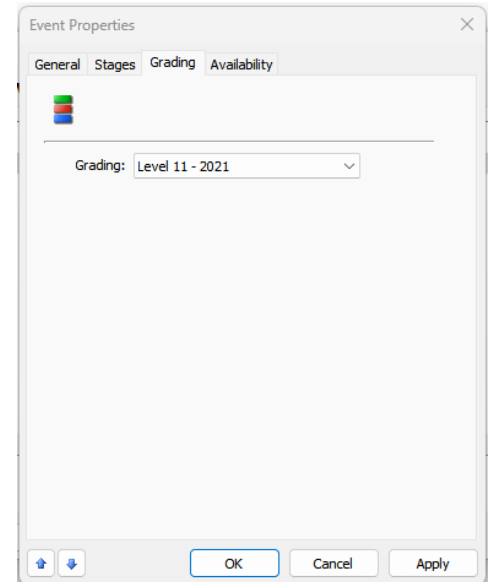 Event Properties
General Stages Grading Availability
Grading: Level 11 - 2021
OK Cancel Apply